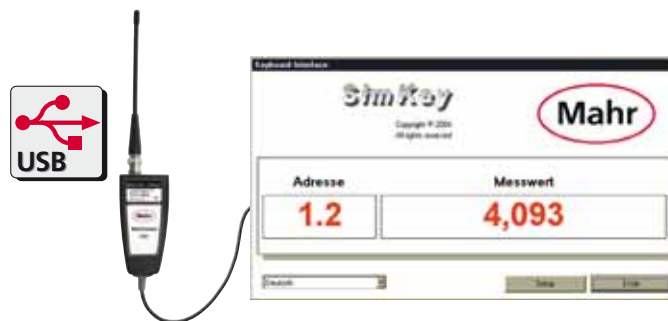 USB
Mahr
Keyboard Interface
SimKey
Copyright © 2004
All rights reserved
Mahr
Adresse
Messwert
1.2
4,093
Deutsch
Setup